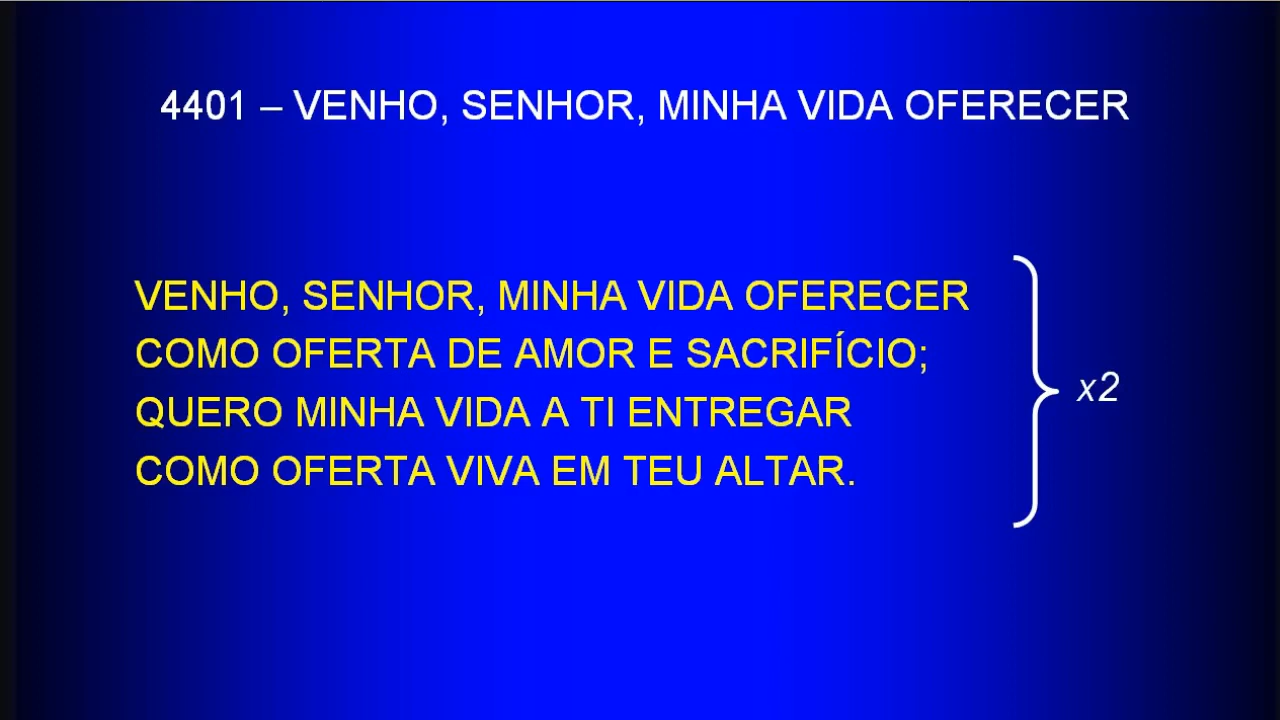 4401 – VENHO, SENHOR, MINHA VIDA OFERECER
VENHO, SENHOR, MINHA VIDA OFERECER
COMO OFERTA DE AMOR E SACRIFÍCIO;
QUERO MINHA VIDA A TI ENTREGAR
COMO OFERTA VIVA EM TEU ALTAR.
x2